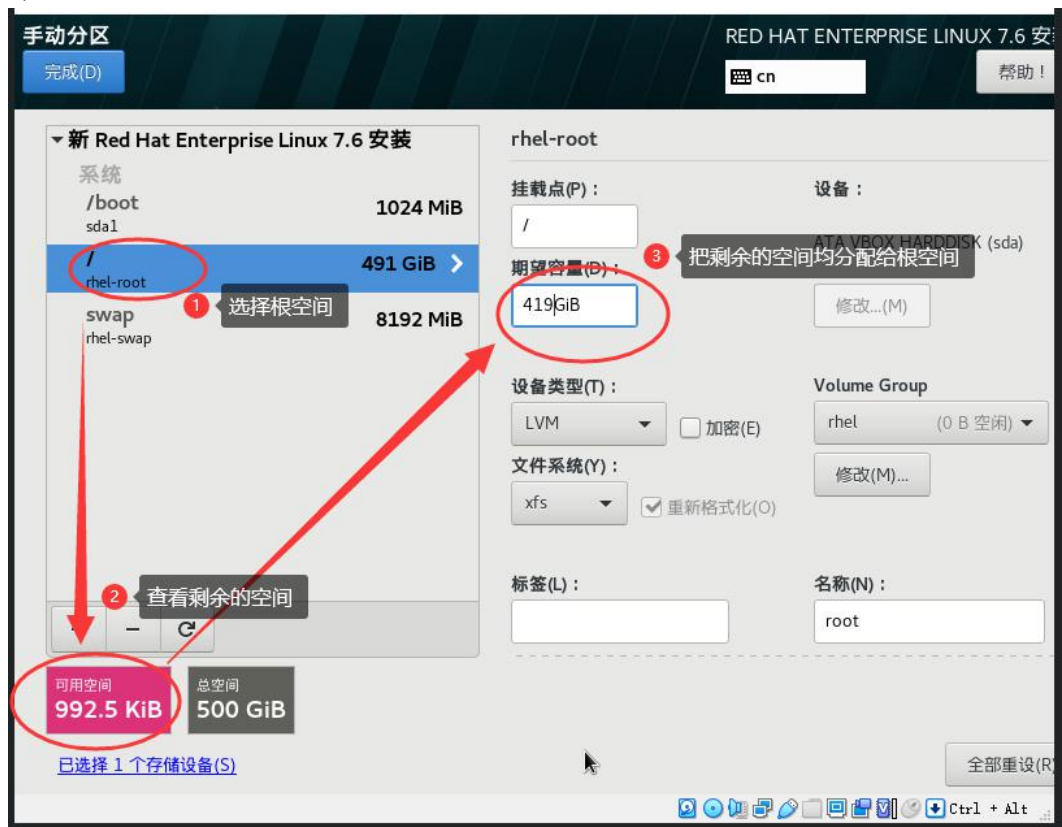 手动分区
RED HAT ENTERPRISE LINUX 7.6 安
完成(D)
cn
帮助！
新 Red Hat Enterprise Linux 7.6 安装
系统
/boot
1024 MiB
sda1
/
491 GiB
rhel-root
1 选择根空间
swap
8192 MiB
rhel-swap
2 查看剩余的空间
可用空间
992.5 KiB
总空间
500 GiB
已选择 1 个存储设备(S)
rhel-root
挂载点(P)：
设备：
/
ATA VBOX HARDDISK (sda)
3 把剩余的空间均分配给根空间
期望容量(D)：
419GiB
修改...(M)
设备类型(T)：
Volume Group
LVM
加密(E)
rhel (0 B 空闲)
文件系统(Y)：
修改(M)...
xfs
重新格式化(O)
标签(L)：
名称(N)：
root
全部重设(R
Ctrl + Alt